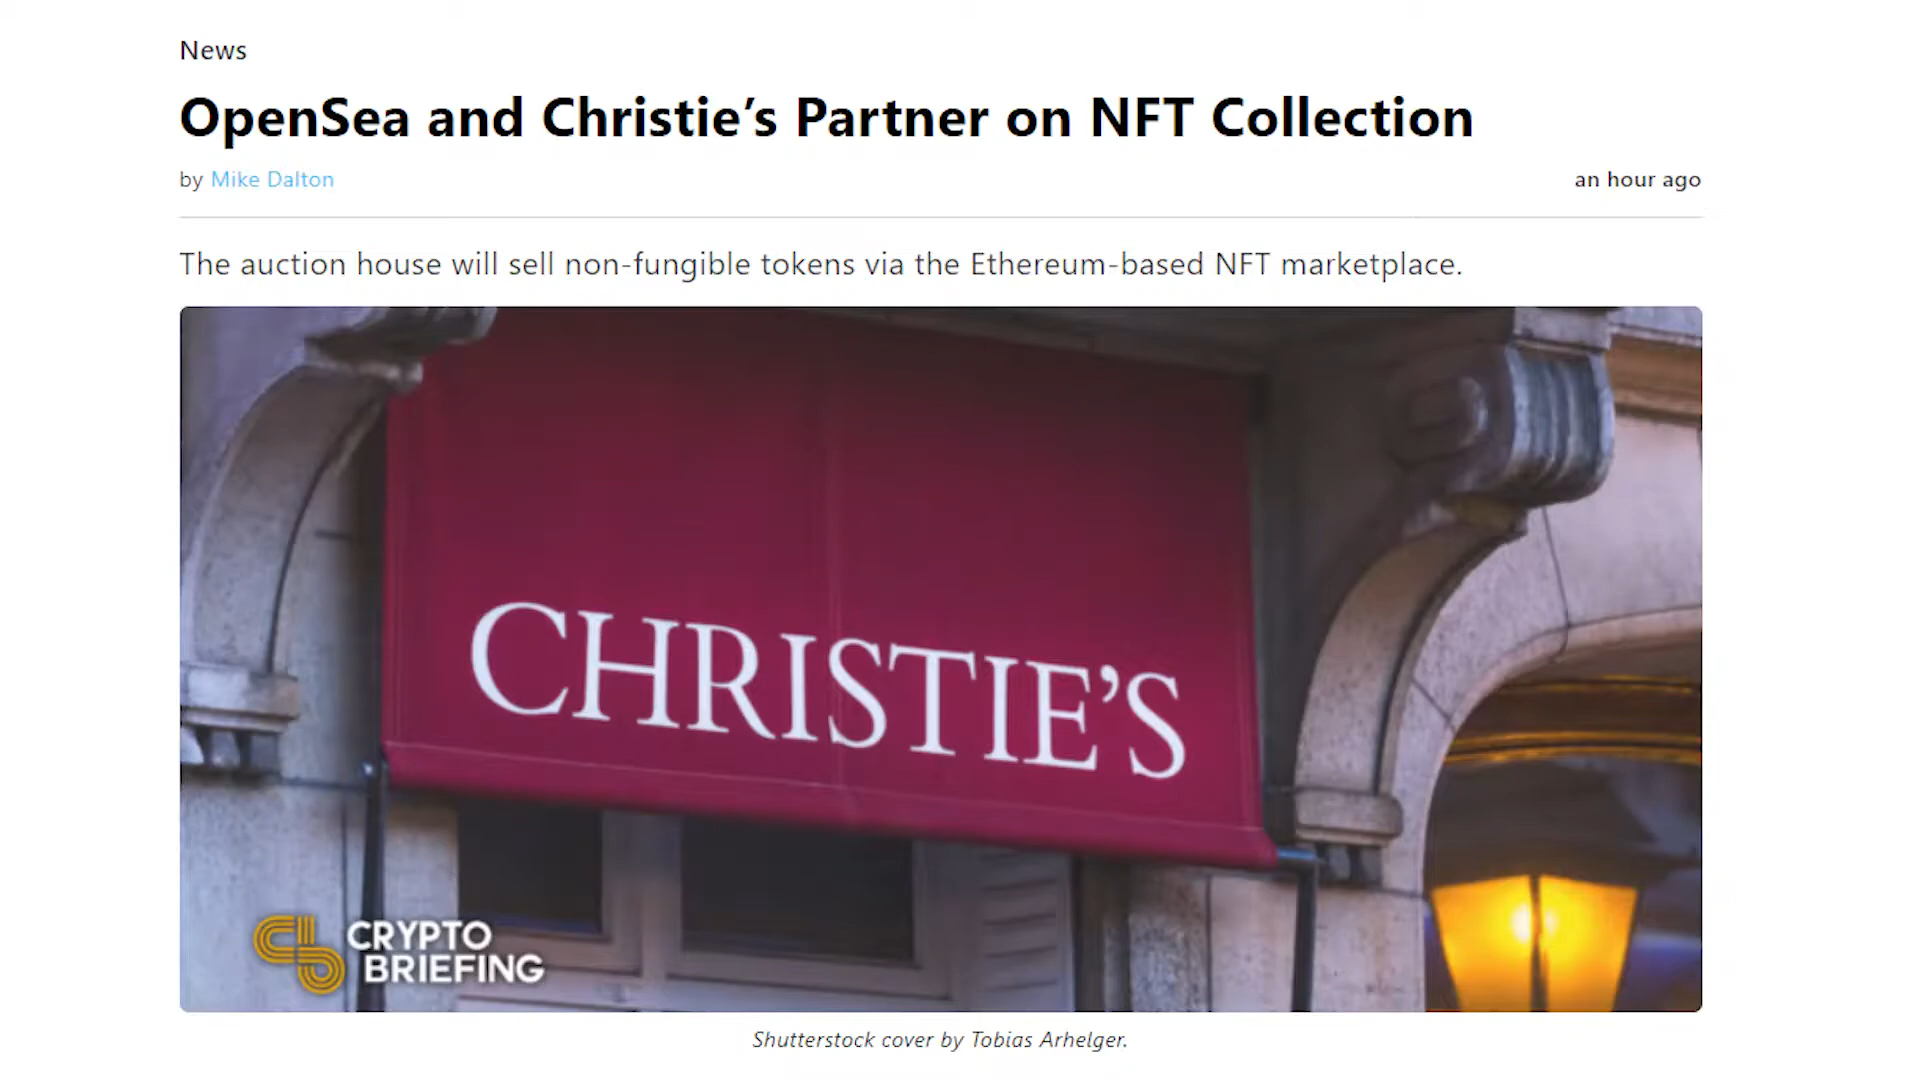 News
OpenSea and Christie’s Partner on NFT Collection
by Mike Dalton
an hour ago
The auction house will sell non-fungible tokens via the Ethereum-based NFT marketplace.
CHRISTIE’S
CRYPTO
BRIEFING
Shutterstock cover by Tobias Arhelger.